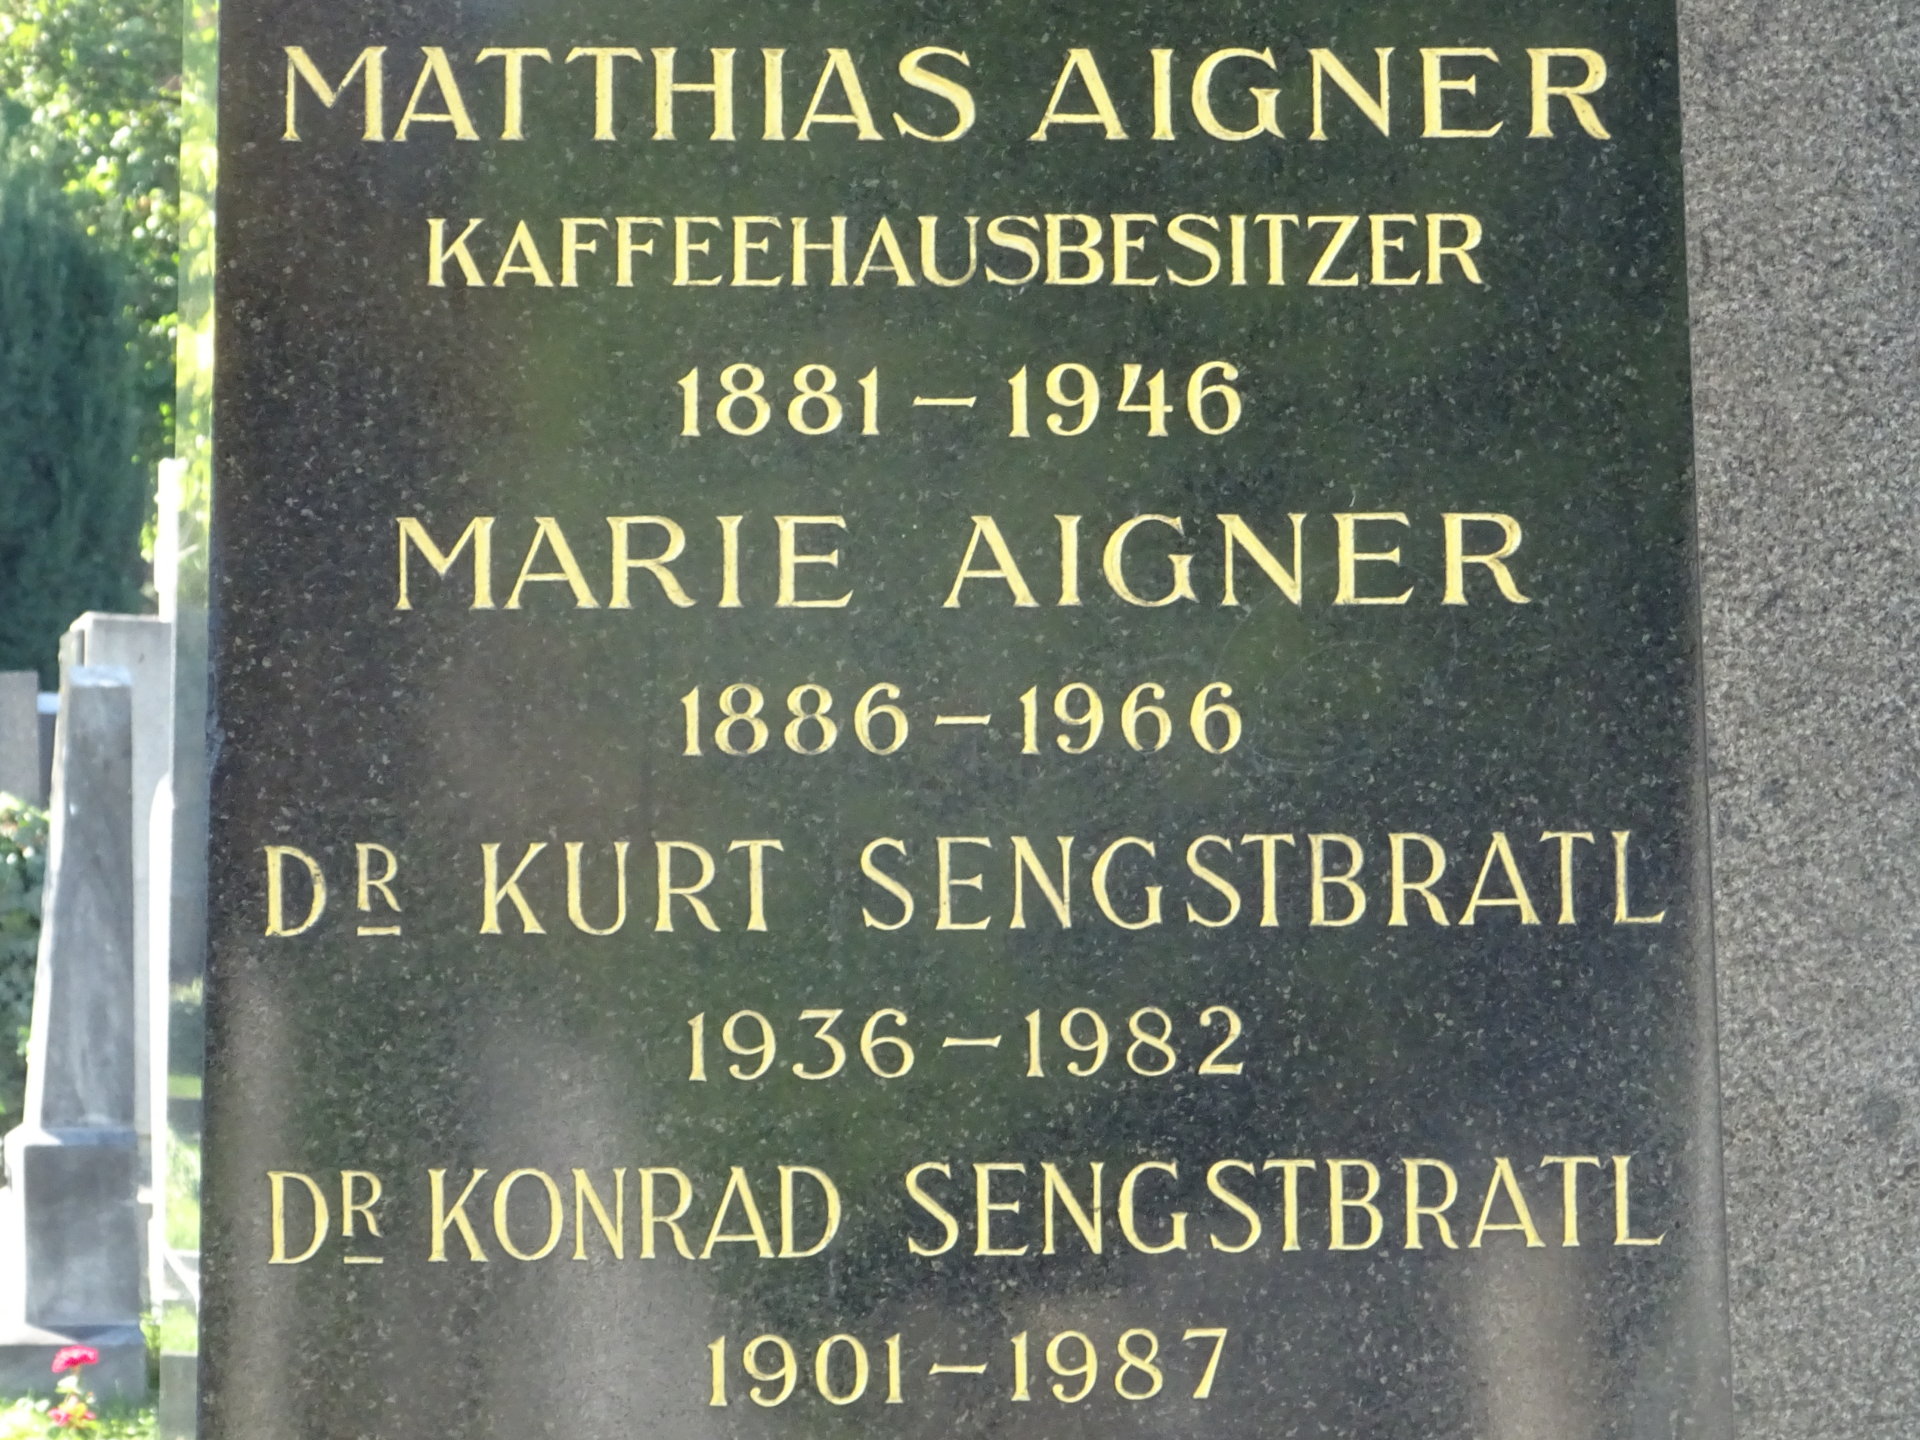 MATTHIAS AIGNER
KAFFEEHAUSBESITZER
1881 – 1946
MARIE AIGNER
1886 – 1966
DR KURT SENGSTBRATL
1936 – 1982
DR KONRAD SENGSTBRATL
1901 – 1987